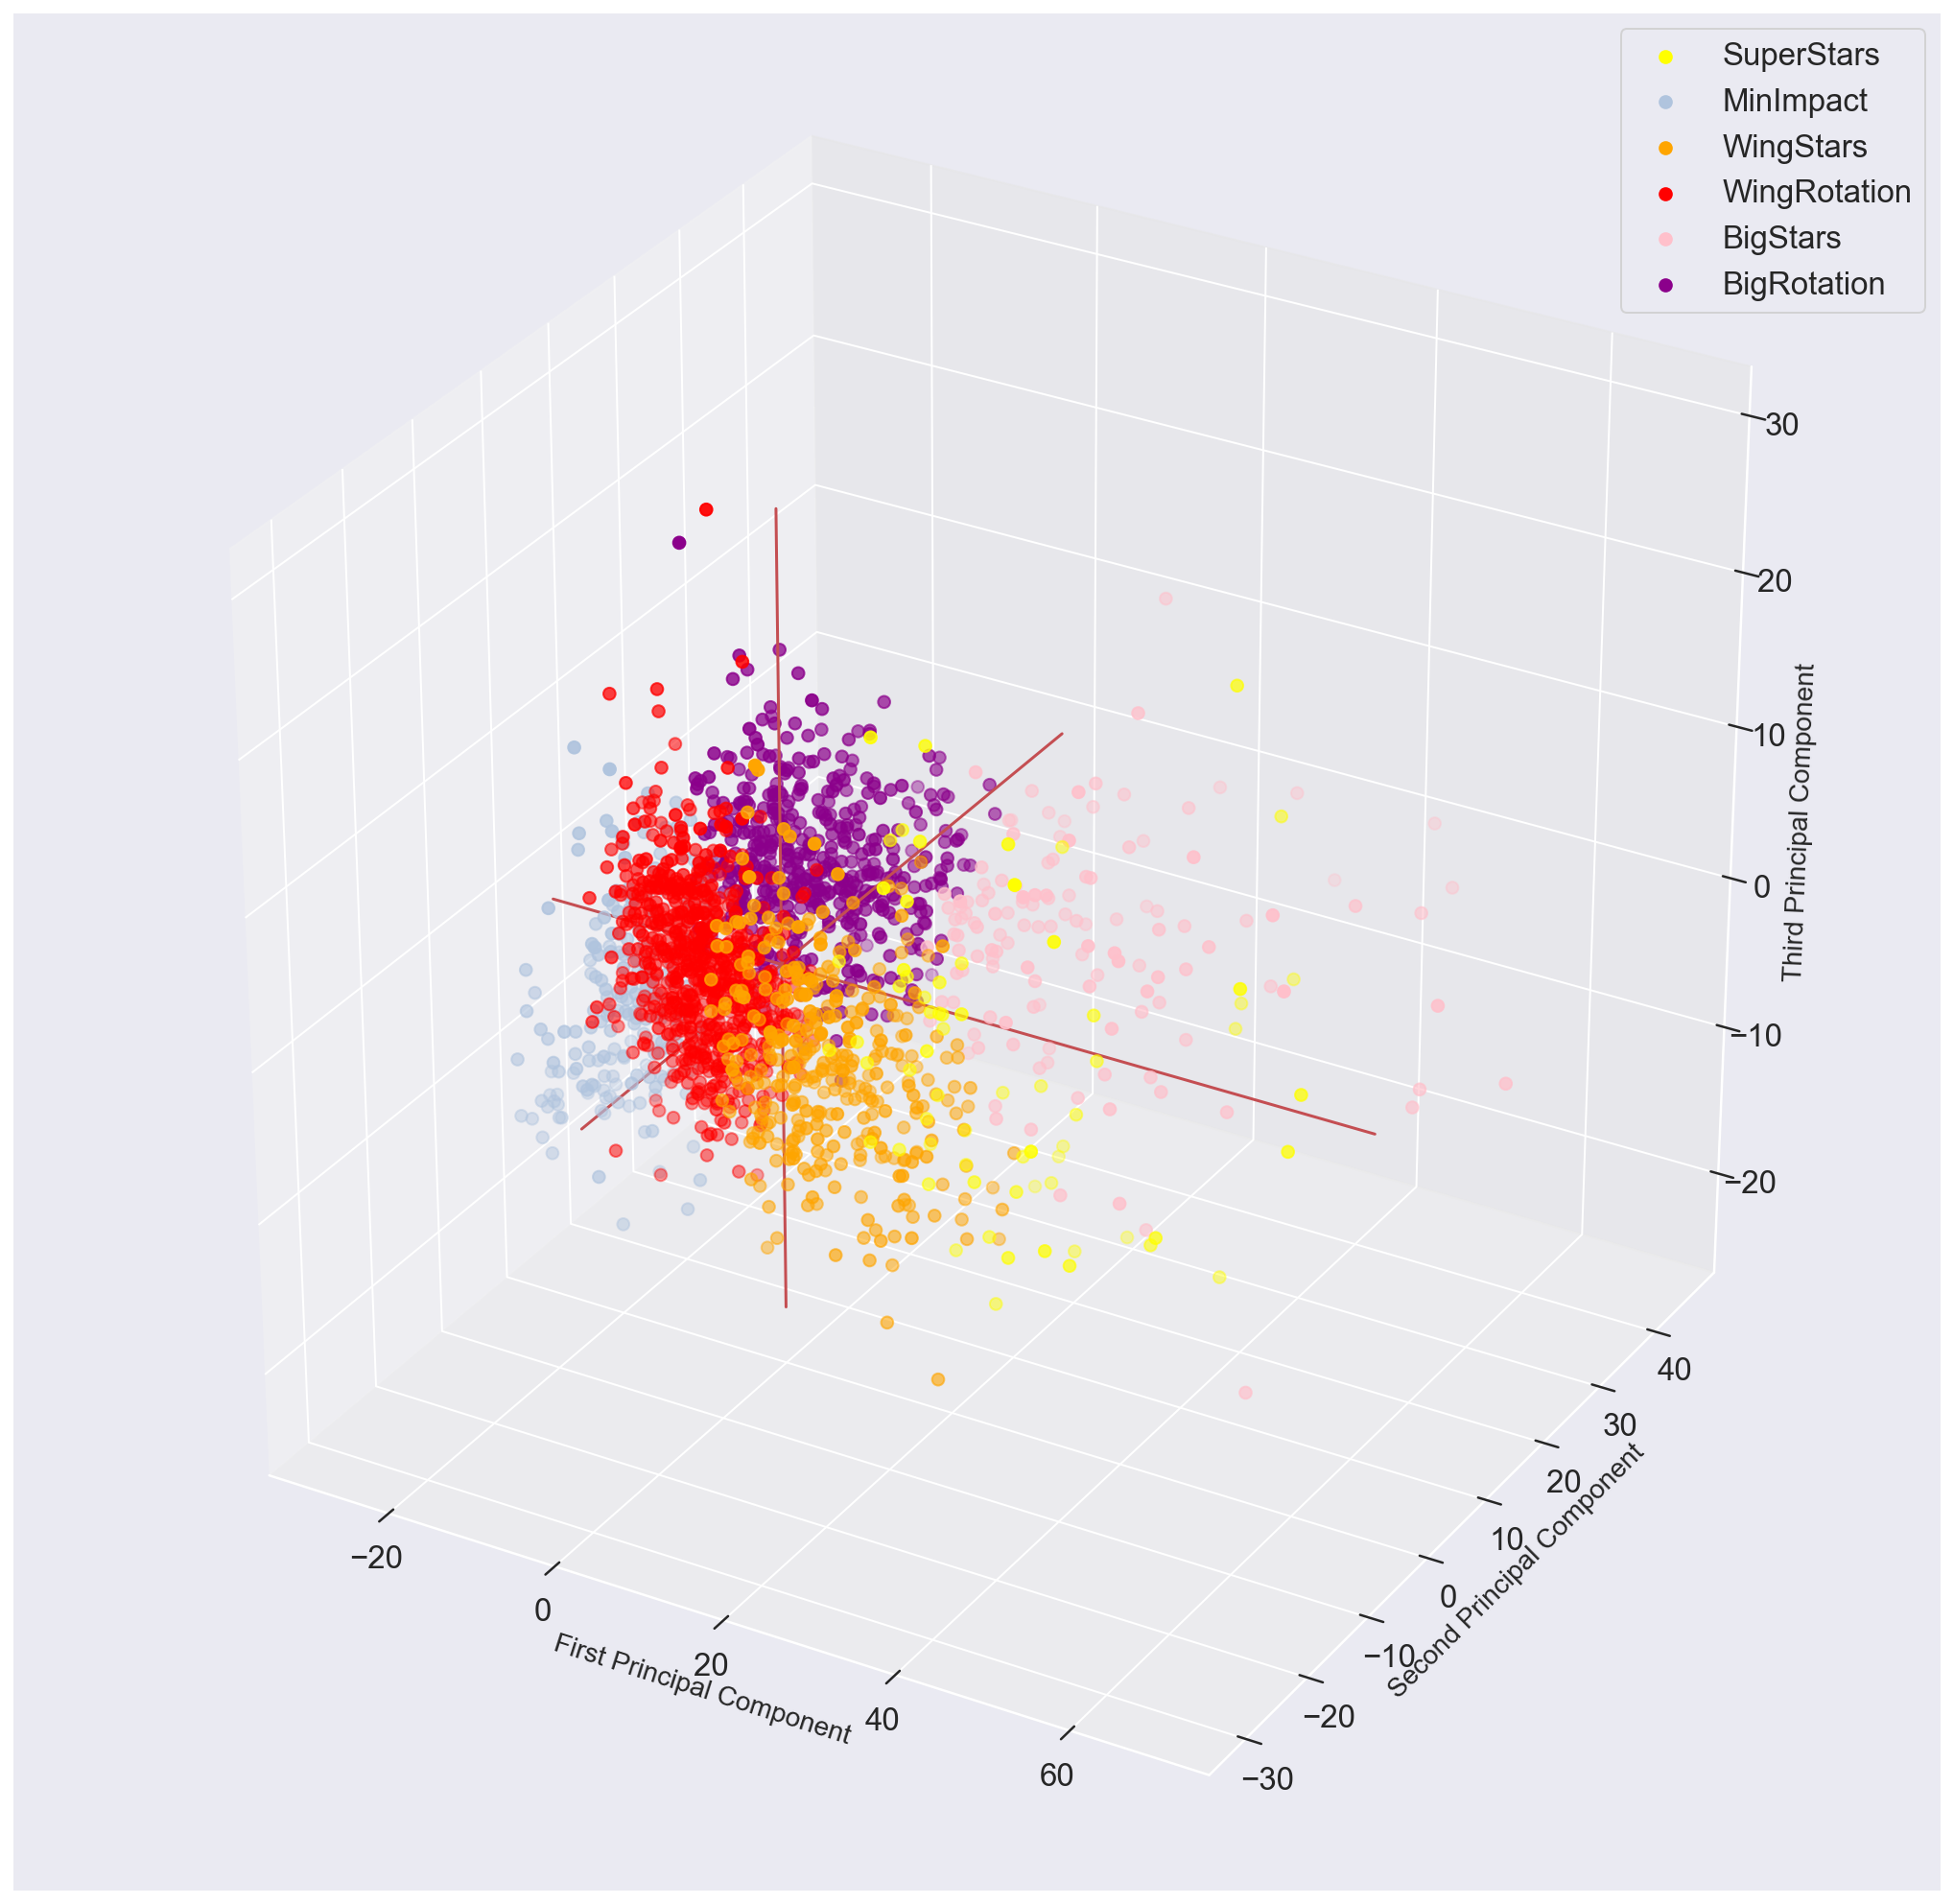 SuperStars
MinImpact
WingStars
WingRotation
BigStars
BigRotation
30
20
10
0
−10
−20
Third Principal Component
40
30
20
10
0
−10
−20
−30
Second Principal Component
−20
0
20
40
60
First Principal Component